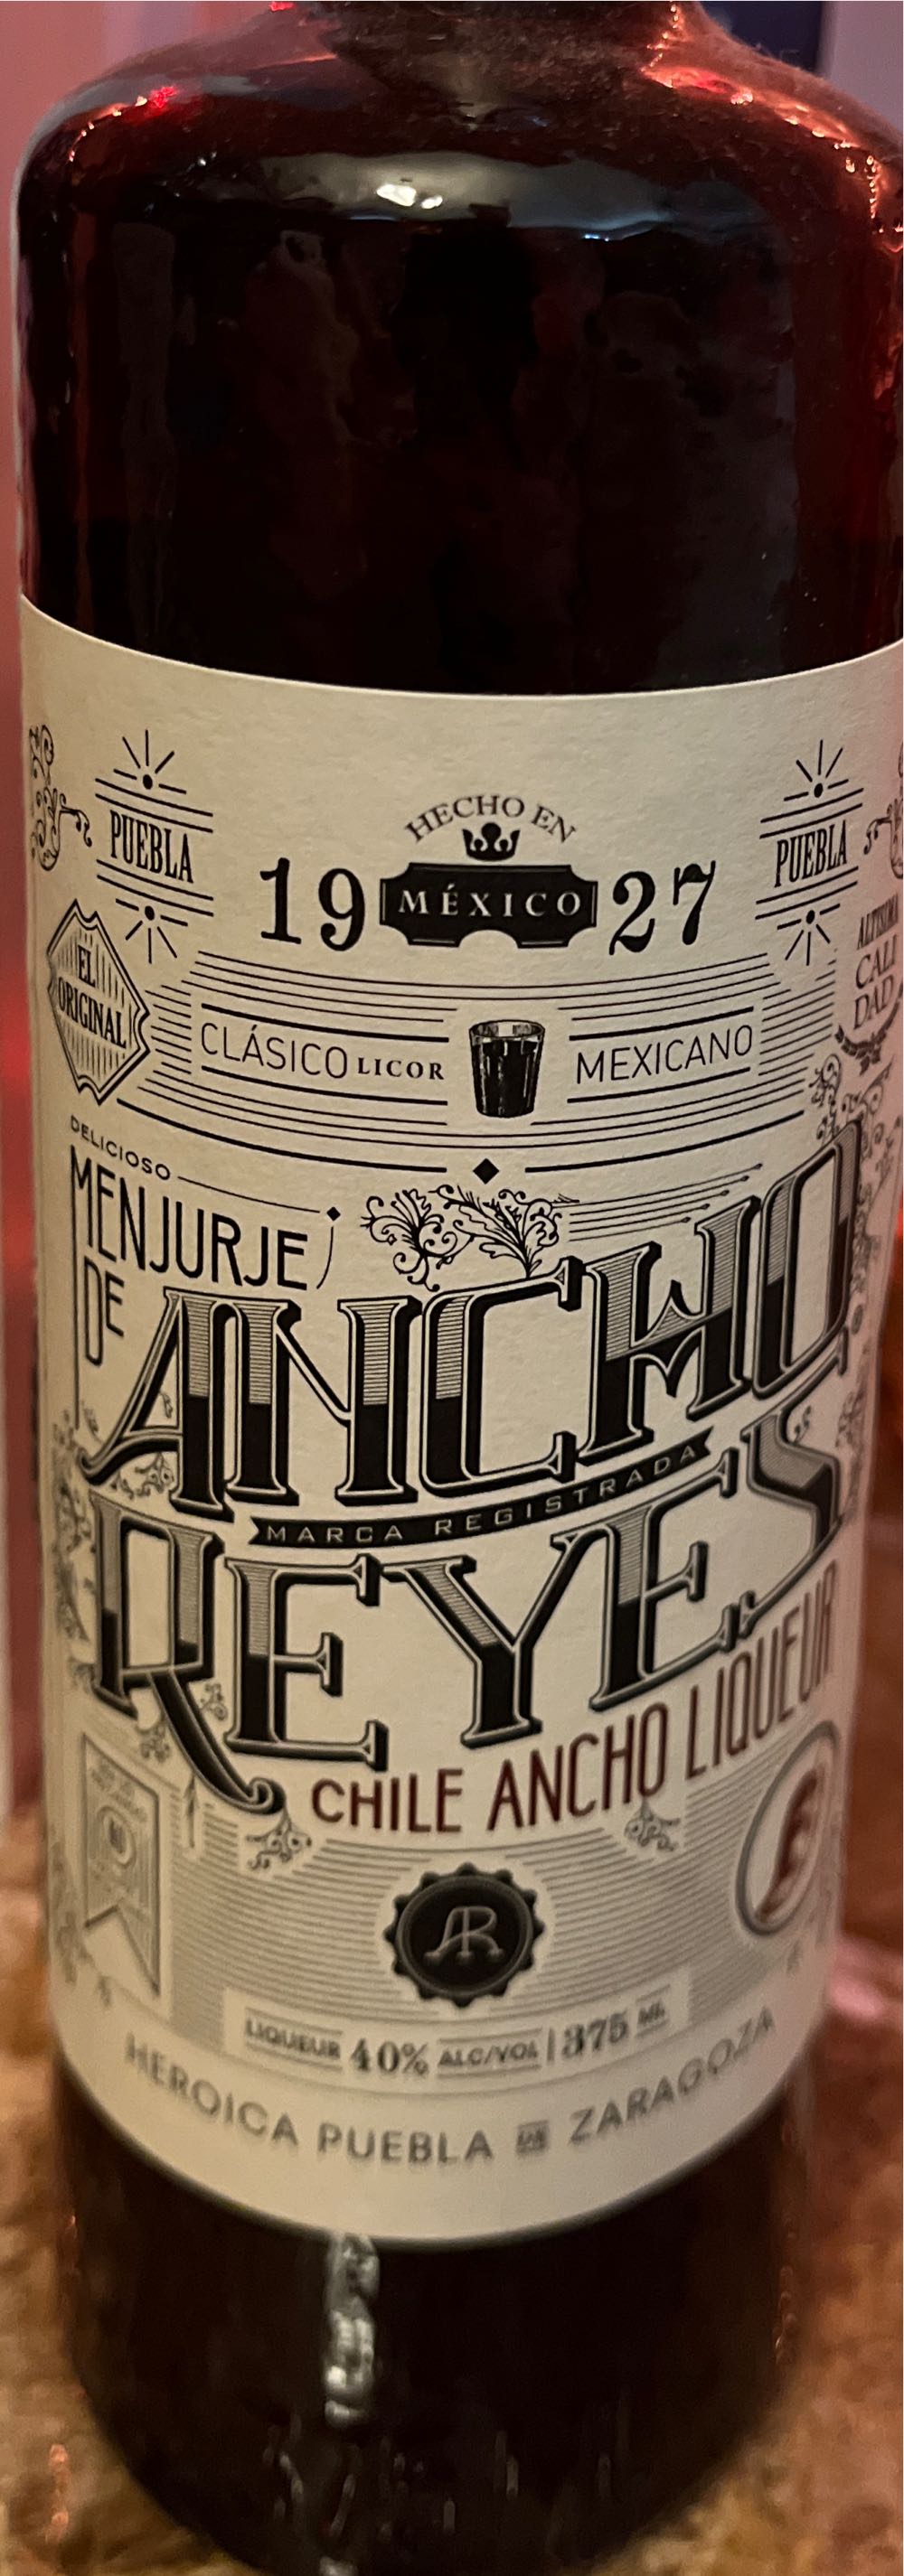 HECHO EN
PUEBLA
19 MÉXICO 27
PUEBLA
EL
ORIGINAL
CALI
DAD
CLÁSICO LICOR MEXICANO
DELICIOSO
MENJURJE
DE
ANCHO
MARCA REGISTRADA
REYES
CHILE ANCHO LIQUEUR
AR
LIQUEUR 40% ALC/VOL | 375 ML
HEROICA PUEBLA DE ZARAGOZA